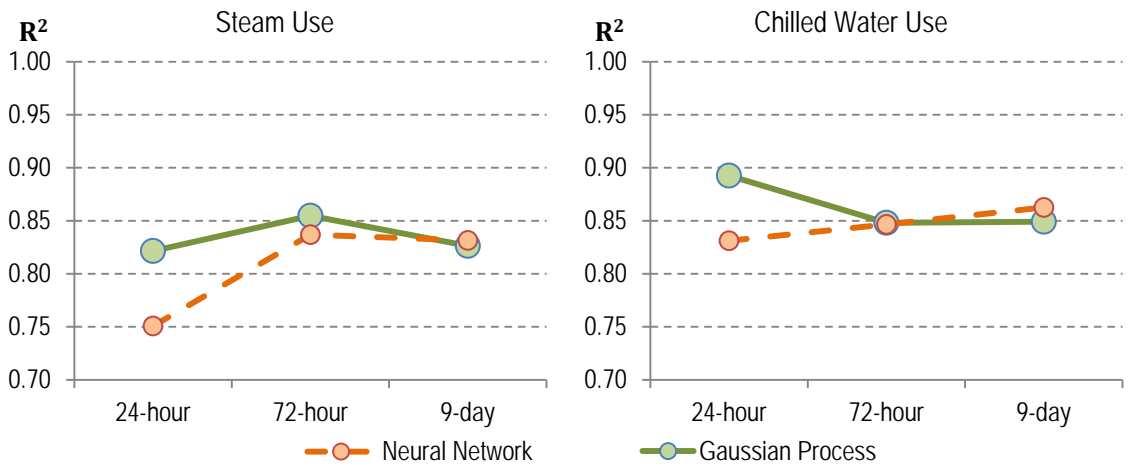 Steam Use
R²
1.00
0.95
0.90
0.85
0.80
0.75
0.70
24-hour 72-hour 9-day
Chilled Water Use
R²
1.00
0.95
0.90
0.85
0.80
0.75
0.70
24-hour 72-hour 9-day
Neural Network Gaussian Process